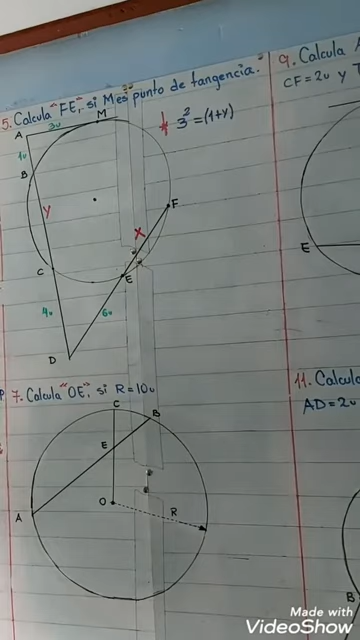 5. Calcula "FE", si M es punto de tangencia.
9. Calcula
CF = 2u y
M
A
3u
1u
3² = (1+y)
B
y
F
x
C
E
4u
6u
D
E
7. Calcula "OE", si R = 10u
11. Calcula
AD = 2u
C
B
E
O
R
A
B
Made with
VideoShow